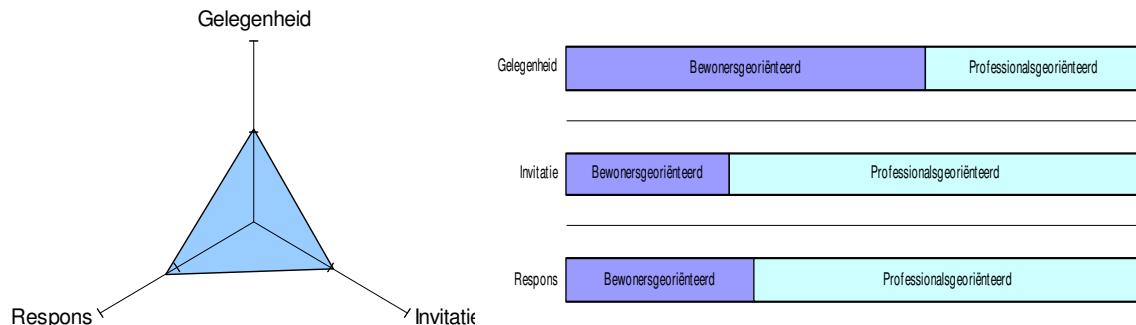 Gelegenheid
Respons
Invitatie
Gelegenheid
Bewonersgeoriënteerd
Professionalsgeoriënteerd
Invitatie
Bewonersgeoriënteerd
Professionalsgeoriënteerd
Respons
Bewonersgeoriënteerd
Professionalsgeoriënteerd